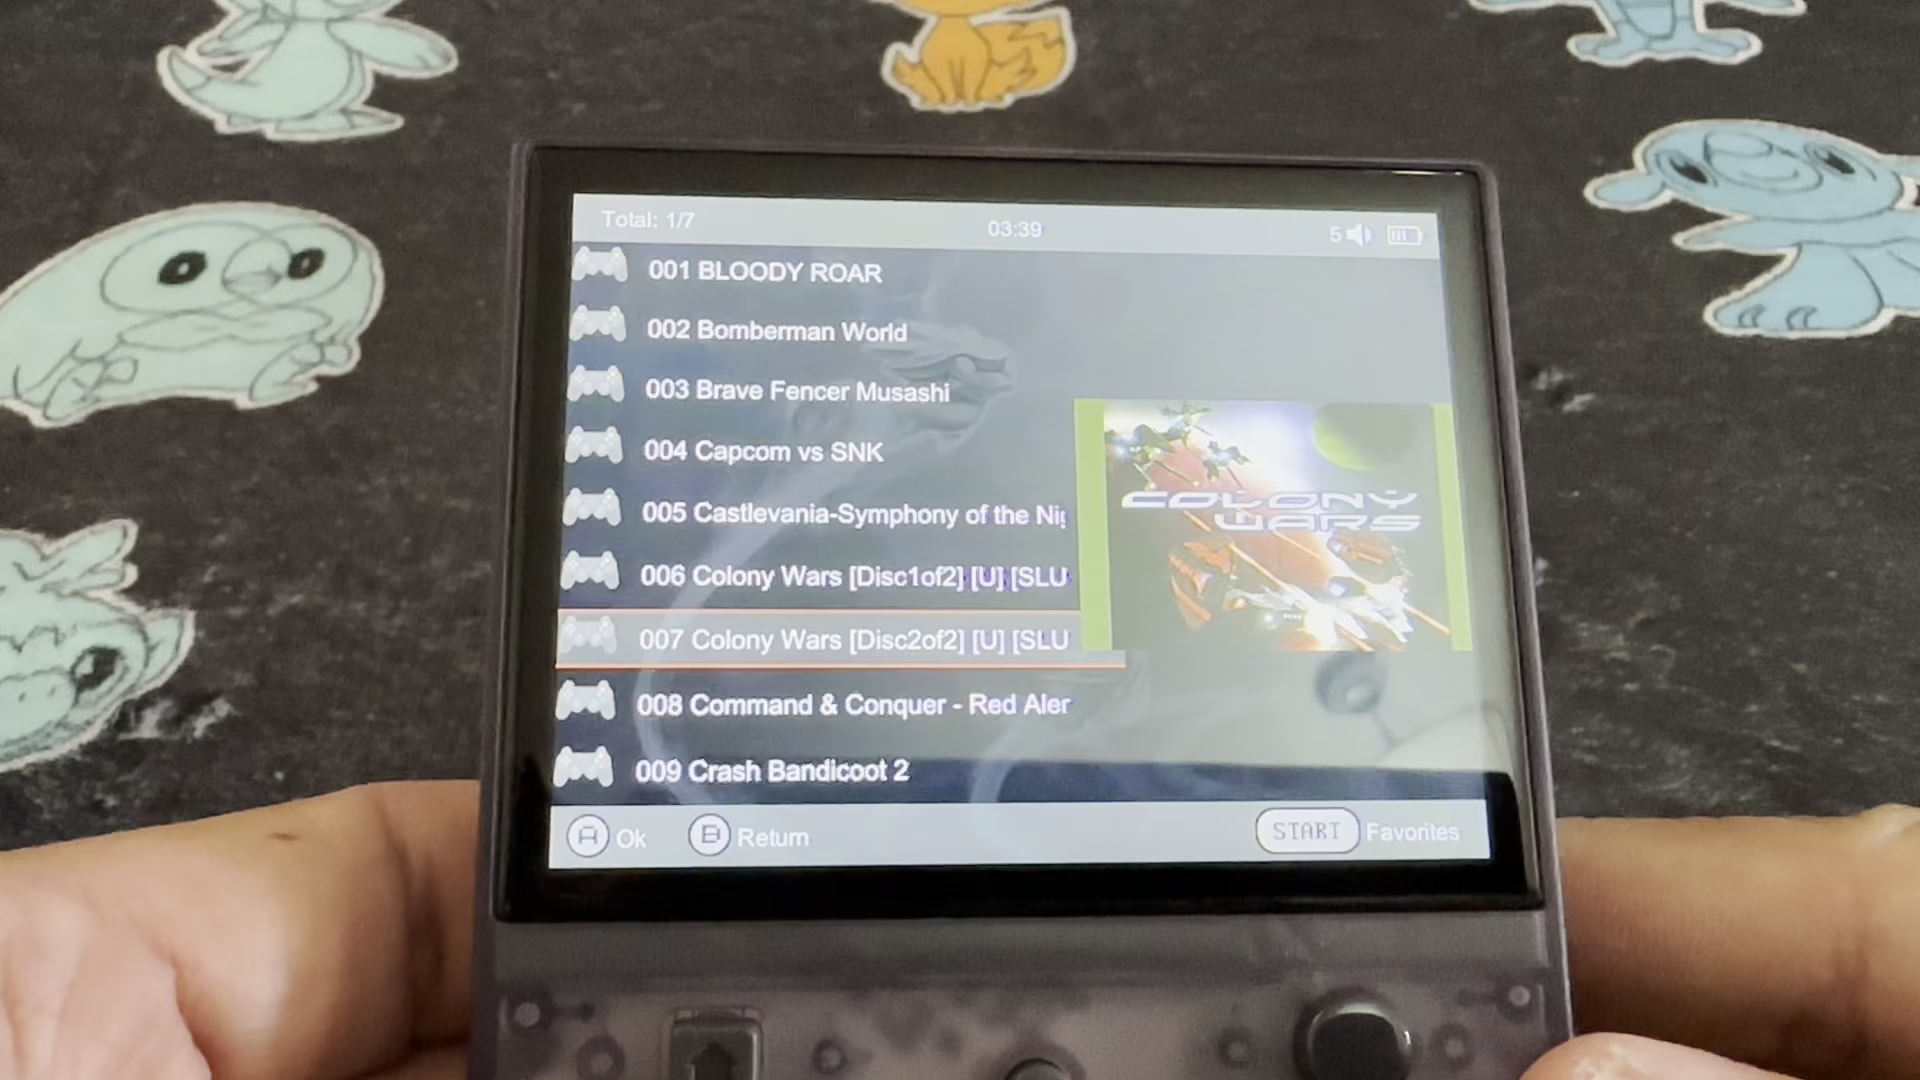 Total: 1/7
03:39
5
001 BLOODY ROAR
002 Bomberman World
003 Brave Fencer Musashi
004 Capcom vs SNK
005 Castlevania-Symphony of the Nig
006 Colony Wars [Disc1of2] [U] [SLU
007 Colony Wars [Disc2of2] [U] [SLU
008 Command & Conquer - Red Aler
009 Crash Bandicoot 2
COLONY
WARS
A Ok B Return START Favorites